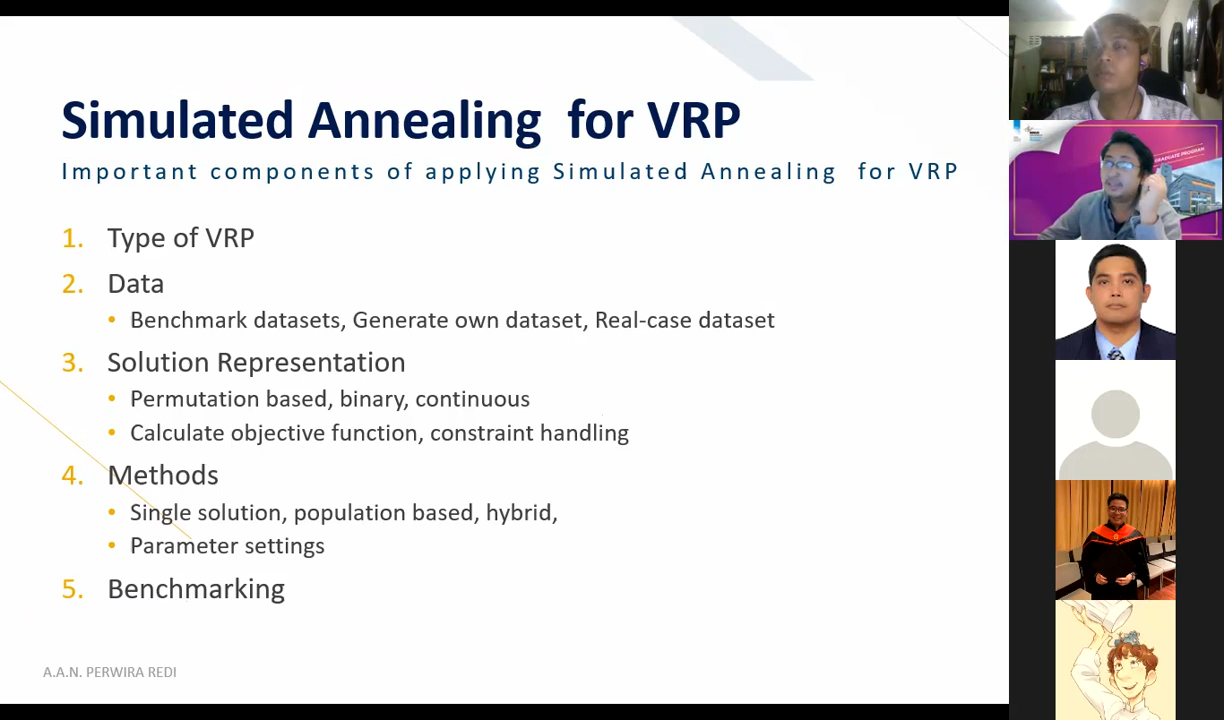 Simulated Annealing for VRP
Important components of applying Simulated Annealing for VRP
1. Type of VRP
2. Data
• Benchmark datasets, Generate own dataset, Real-case dataset
3. Solution Representation
• Permutation based, binary, continuous
• Calculate objective function, constraint handling
4. Methods
• Single solution, population based, hybrid,
• Parameter settings
5. Benchmarking
A.A.N. PERWIRA REDI
GRADUATE PROGRAM